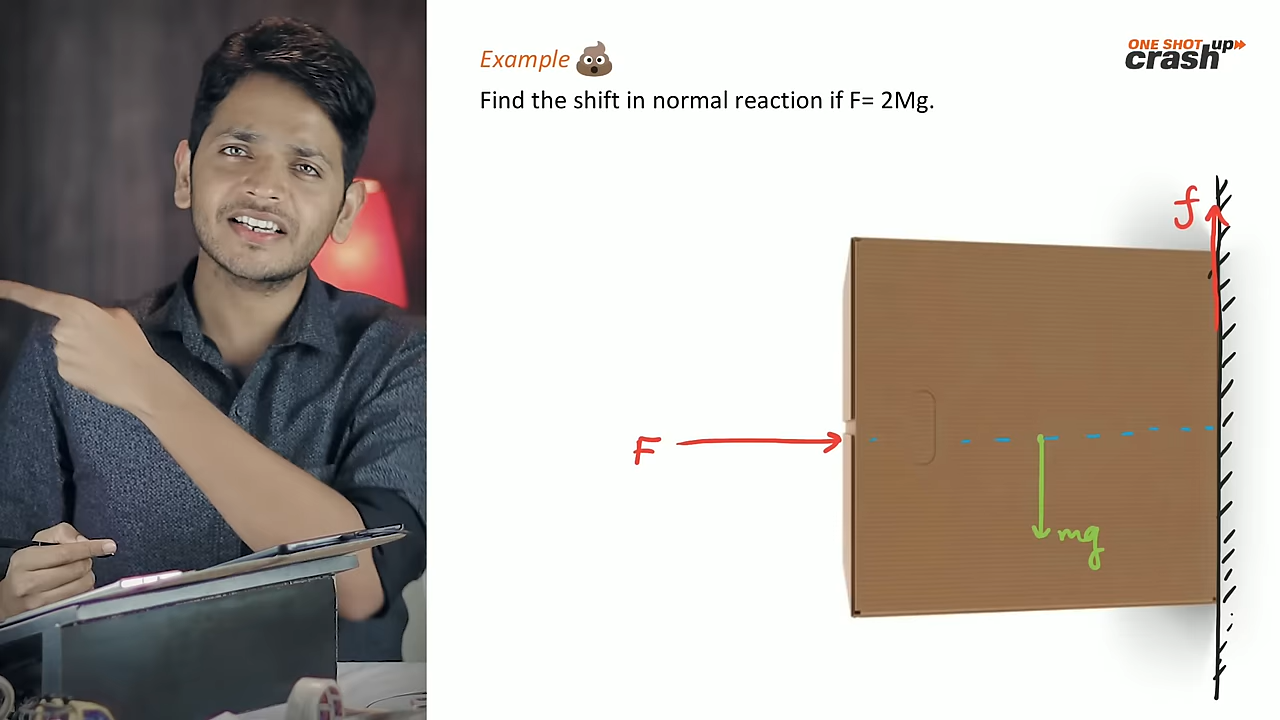 Example
ONE SHOT
crash up
Find the shift in normal reaction if F= 2Mg.
f
F
mg